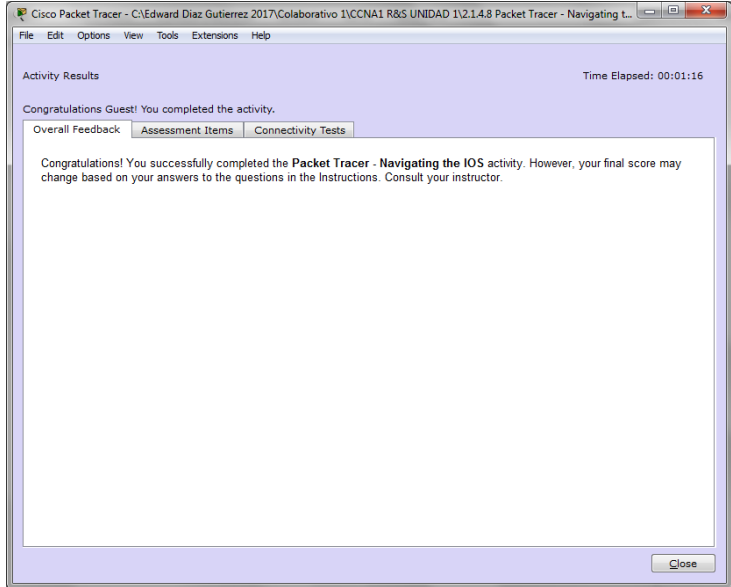 Cisco Packet Tracer - C:\Edward Diaz Gutierrez 2017\Colaborativo 1\CCNA1 R&S UNIDAD 1\2.1.4.8 Packet Tracer - Navigating t...
File Edit Options View Tools Extensions Help
Activity Results Time Elapsed: 00:01:16
Congratulations Guest! You completed the activity.
Overall Feedback Assessment Items Connectivity Tests
Congratulations! You successfully completed the Packet Tracer - Navigating the IOS activity. However, your final score may
change based on your answers to the questions in the Instructions. Consult your instructor.
Close